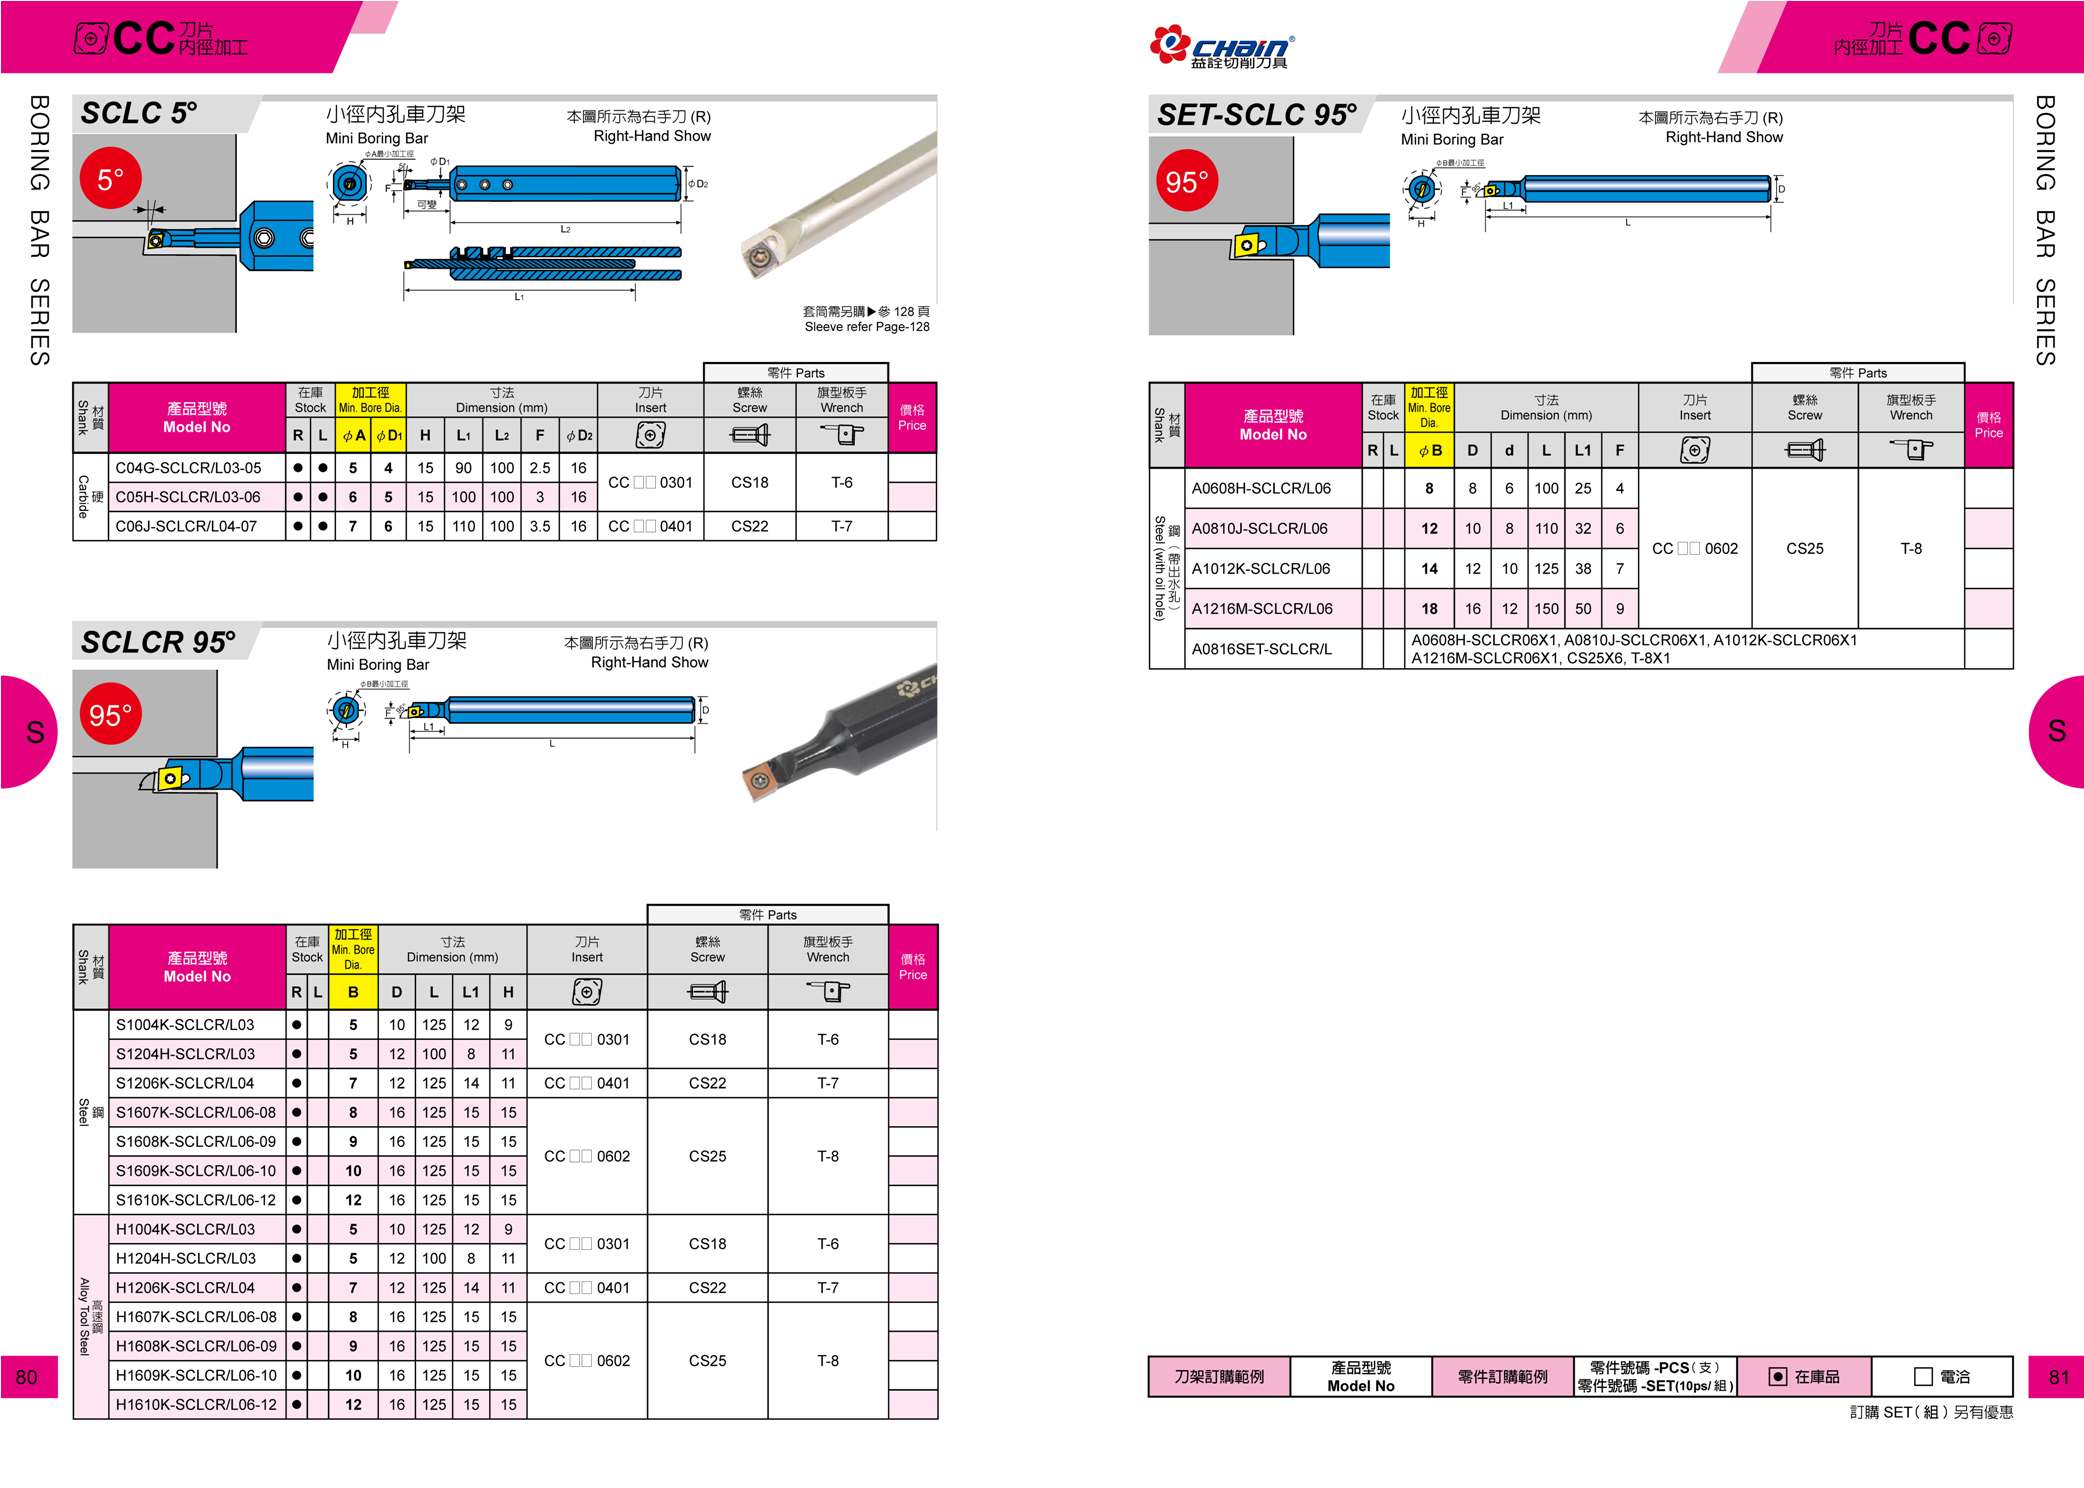 CC 刀片
內徑加工
BORING BAR SERIES
SCLC 5°
小徑內孔車刀架
Mini Boring Bar
本圖所示為右手刀 (R)
Right-Hand Show
5°
φA最小加工徑
5°
φD1
F
可變
H
φD2
L2
L1
套筒需另購▶參 128 頁
Sleeve refer Page-128
零件 Parts
材質 Shank 產品型號 Model No 在庫 Stock 加工徑 Min. Bore Dia. 寸法 Dimension (mm) 刀片 Insert 螺絲 Screw 旗型板手 Wrench 價格 Price
R L φA φD1 H L1 L2 F φD2
硬 Carbide
C04G-SCLCR/L03-05 ● ● 5 4 15 90 100 2.5 16 CC □□ 0301 CS18 T-6
C05H-SCLCR/L03-06 ● ● 6 5 15 100 100 3 16
C06J-SCLCR/L04-07 ● ● 7 6 15 110 100 3.5 16 CC □□ 0401 CS22 T-7
SCLCR 95°
小徑內孔車刀架
Mini Boring Bar
本圖所示為右手刀 (R)
Right-Hand Show
95°
φB最小加工徑
F
95°
L1
D
H
L
S
零件 Parts
材質 Shank 產品型號 Model No 在庫 Stock 加工徑 Min. Bore Dia. 寸法 Dimension (mm) 刀片 Insert 螺絲 Screw 旗型板手 Wrench 價格 Price
R L B D L L1 H
鋼 Steel
S1004K-SCLCR/L03 ● 5 10 125 12 9 CC □□ 0301 CS18 T-6
S1204H-SCLCR/L03 ● 5 12 100 8 11
S1206K-SCLCR/L04 ● 7 12 125 14 11 CC □□ 0401 CS22 T-7
S1607K-SCLCR/L06-08 ● 8 16 125 15 15
S1608K-SCLCR/L06-09 ● 9 16 125 15 15 CC □□ 0602 CS25 T-8
S1609K-SCLCR/L06-10 ● 10 16 125 15 15
S1610K-SCLCR/L06-12 ● 12 16 125 15 15
高速鋼 Alloy Tool Steel
H1004K-SCLCR/L03 ● 5 10 125 12 9 CC □□ 0301 CS18 T-6
H1204H-SCLCR/L03 ● 5 12 100 8 11
H1206K-SCLCR/L04 ● 7 12 125 14 11 CC □□ 0401 CS22 T-7
H1607K-SCLCR/L06-08 ● 8 16 125 15 15
H1608K-SCLCR/L06-09 ● 9 16 125 15 15 CC □□ 0602 CS25 T-8
H1609K-SCLCR/L06-10 ● 10 16 125 15 15
H1610K-SCLCR/L06-12 ● 12 16 125 15 15
80
CHAIN®
益詮切削刀具
刀片 CC
內徑加工
BORING BAR SERIES
SET-SCLC 95°
小徑內孔車刀架
Mini Boring Bar
本圖所示為右手刀 (R)
Right-Hand Show
95°
φB最小加工徑
F
95°
L1
D
H
L
零件 Parts
材質 Shank 產品型號 Model No 在庫 Stock 加工徑 Min. Bore Dia. 寸法 Dimension (mm) 刀片 Insert 螺絲 Screw 旗型板手 Wrench 價格 Price
R L φB D d L L1 F
鋼（帶出水孔） Steel (with oil hole)
A0608H-SCLCR/L06 8 8 6 100 25 4
A0810J-SCLCR/L06 12 10 8 110 32 6 CC □□ 0602 CS25 T-8
A1012K-SCLCR/L06 14 12 10 125 38 7
A1216M-SCLCR/L06 18 16 12 150 50 9
A0816SET-SCLCR/L A0608H-SCLCR06X1, A0810J-SCLCR06X1, A1012K-SCLCR06X1
A1216M-SCLCR06X1, CS25X6, T-8X1
S
刀架訂購範例 產品型號 Model No 零件訂購範例 零件號碼 -PCS（支） 零件號碼 -SET(10ps/組) ● 在庫品 □ 電洽
訂購 SET（組）另有優惠
81